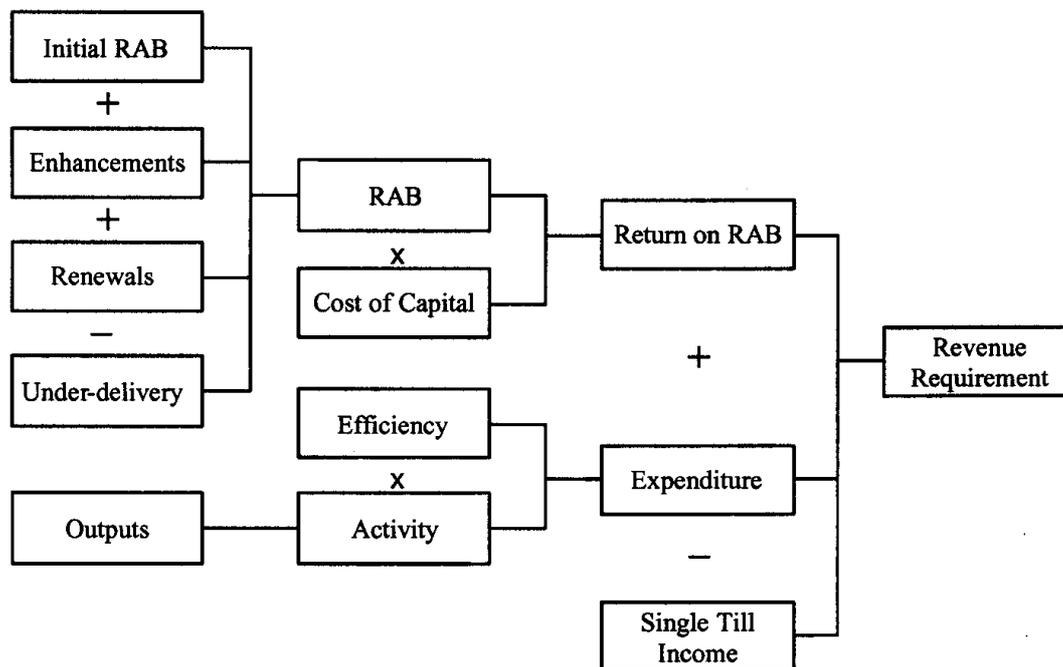 Initial RAB
+
Enhancements
+
Renewals
–
Under-delivery
Outputs
RAB
x
Cost of Capital
Efficiency
x
Activity
Return on RAB
+
Expenditure
–
Single Till
Income
Revenue
Requirement